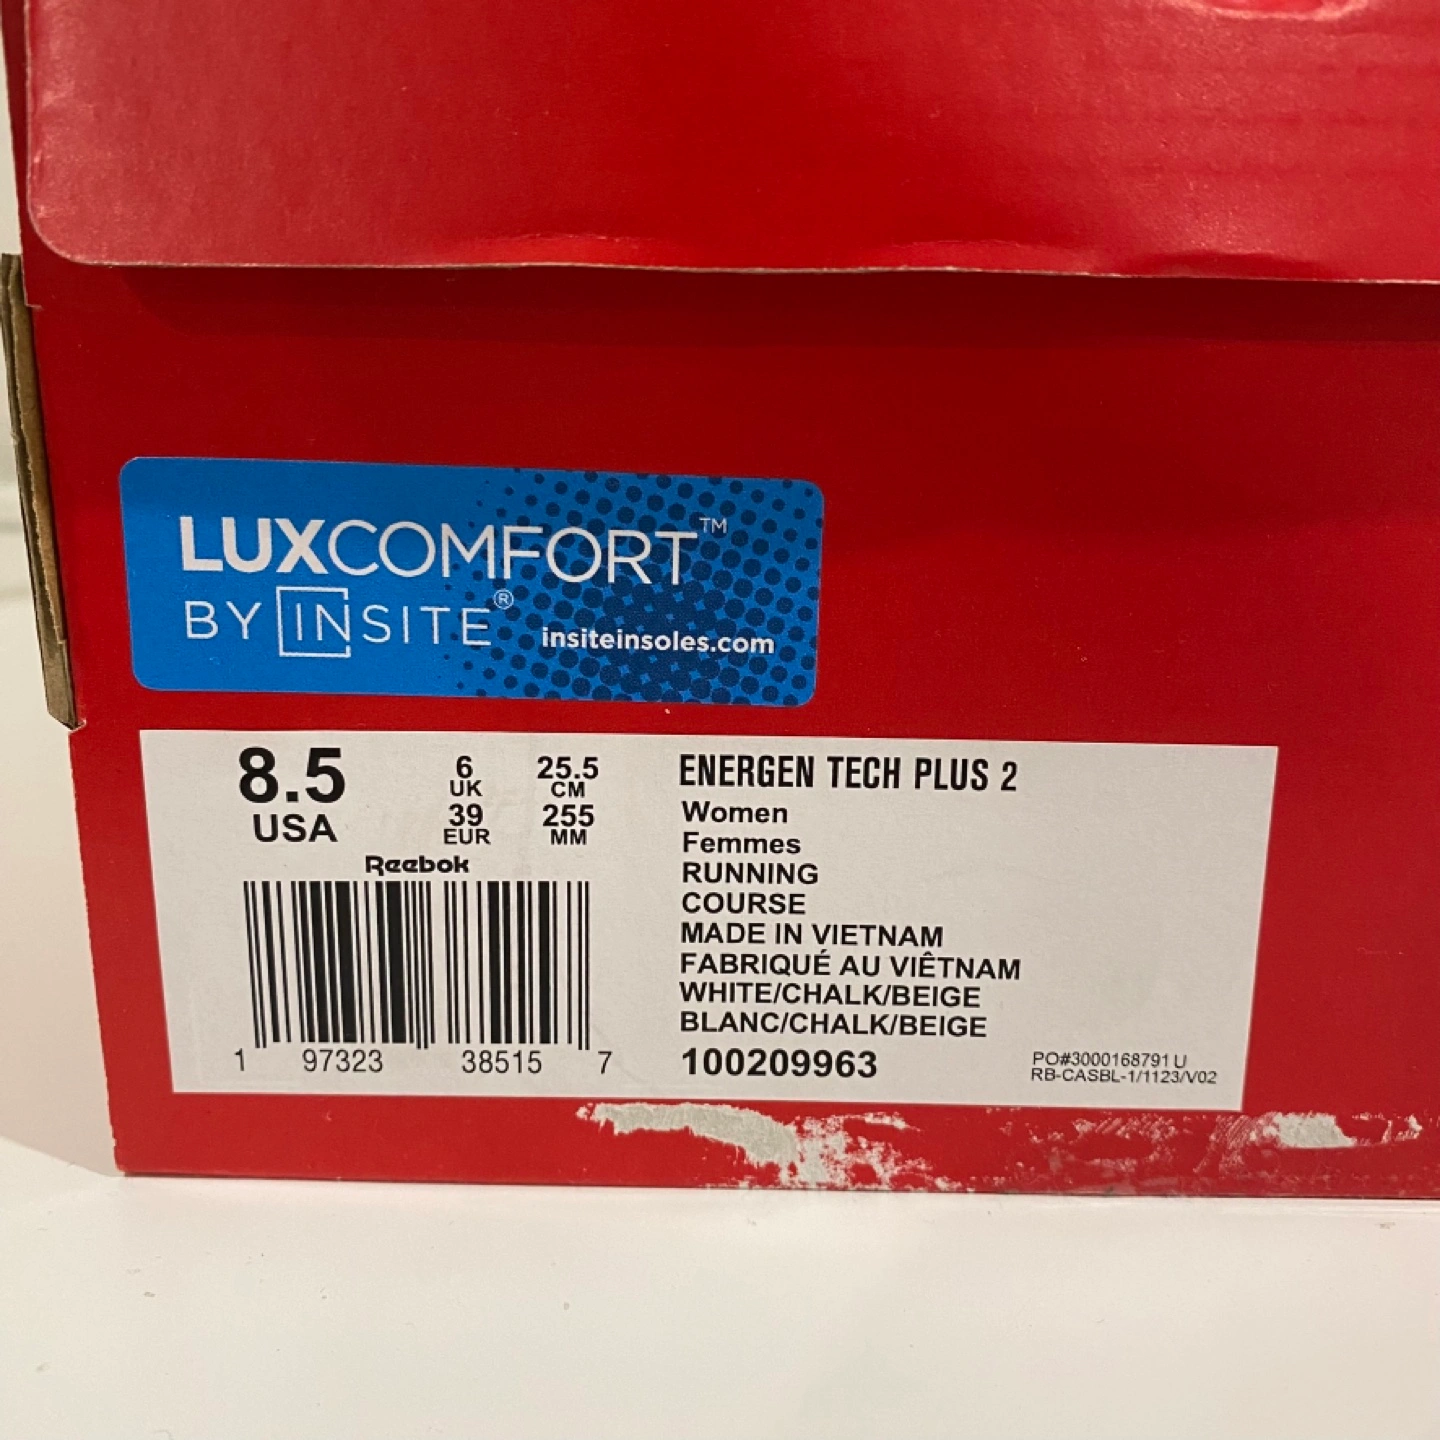 LUXCOMFORT™
BY INSITE® insiteinsoles.com
8.5
USA
6
UK
39
EUR
25.5
CM
255
MM
Reebok
1 97323 38515 7
ENERGEN TECH PLUS 2
Women
Femmes
RUNNING
COURSE
MADE IN VIETNAM
FABRIQUÉ AU VIÊTNAM
WHITE/CHALK/BEIGE
BLANC/CHALK/BEIGE
100209963
PO#3000168791 U
RB-CASBL-1/1123/V02